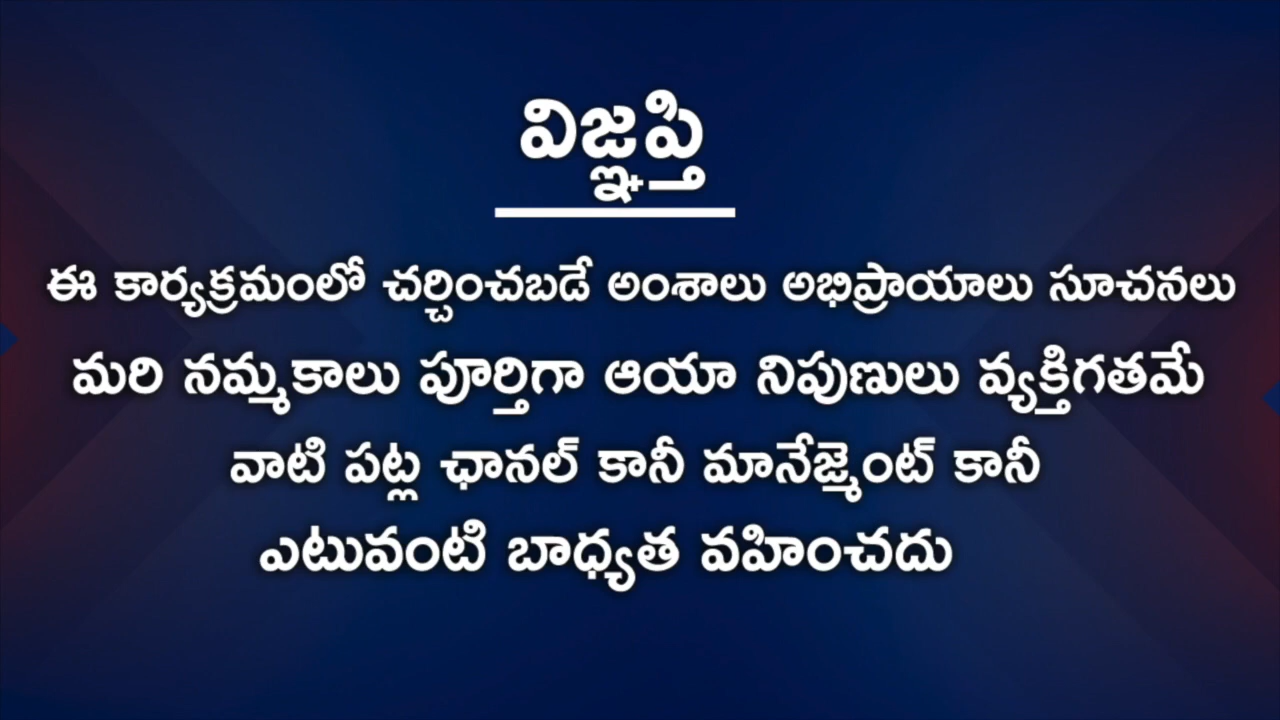 విజ్ఞప్తి
ఈ కార్యక్రమంలో చర్చించబడే అంశాలు అభిప్రాయాలు సూచనలు
మరి నమ్మకాలు పూర్తిగా ఆయా నిపుణులు వ్యక్తిగతమే
వాటి పట్ల ఛానల్ కానీ మానేజ్మెంట్ కానీ
ఎటువంటి బాధ్యత వహించదు